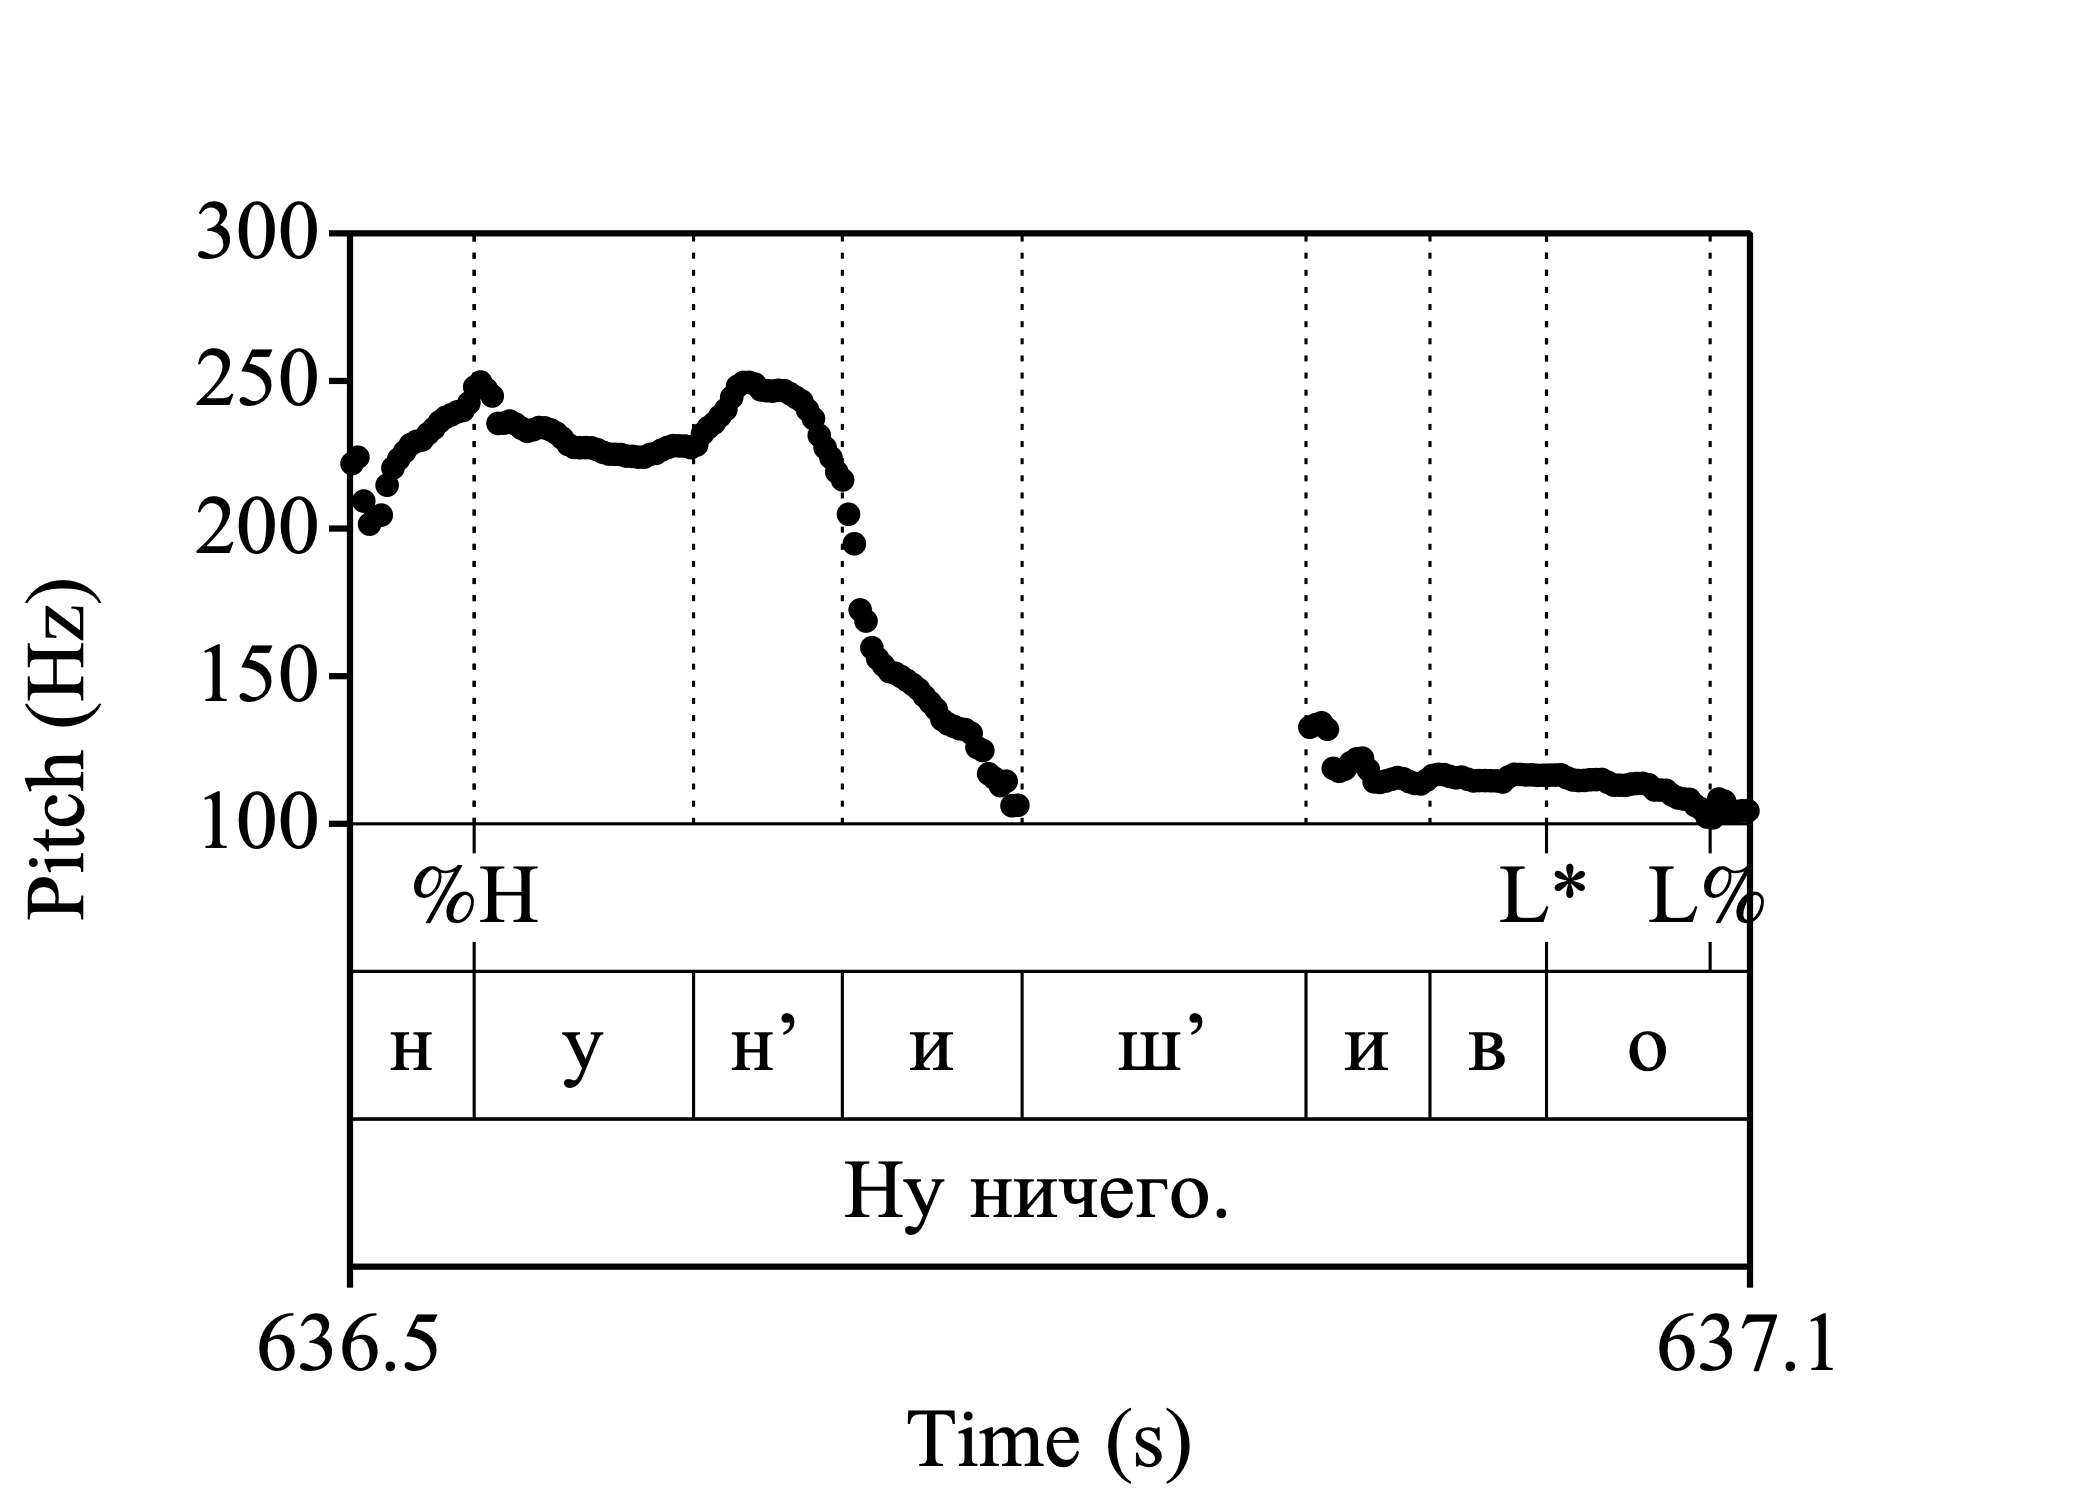 Pitch (Hz)
300
250
200
150
100
%H L* L%
н у н’ и ш’ и в о
Ну ничего.
636.5 637.1
Time (s)